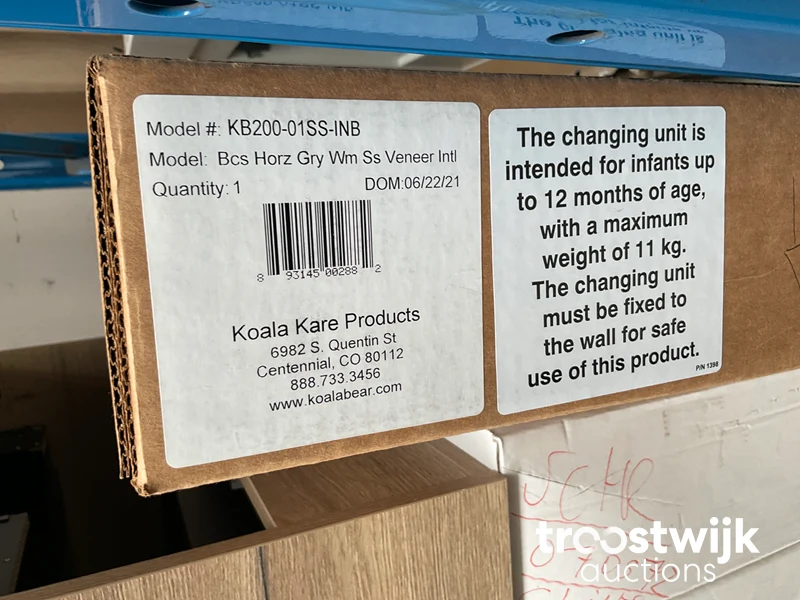 Model #: KB200-01SS-INB
Model: Bcs Horz Gry Wm Ss Veneer Intl
Quantity: 1 DOM:06/22/21
8 93145 00288 2
Koala Kare Products
6982 S. Quentin St
Centennial, CO 80112
888.733.3456
www.koalabear.com
The changing unit is
intended for infants up
to 12 months of age,
with a maximum
weight of 11 kg.
The changing unit
must be fixed to
the wall for safe
use of this product.
P/N 1398
troostwijk
auctions